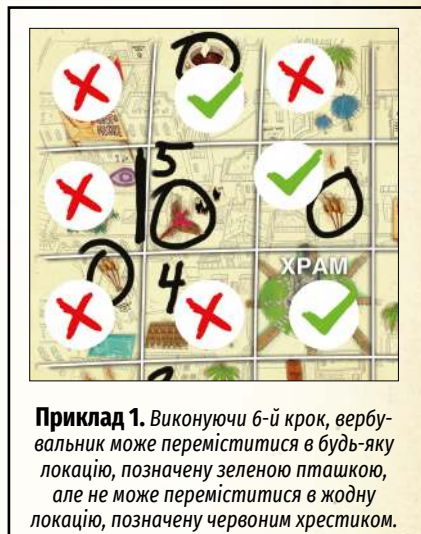 5
4
ХРАМ
Приклад 1. Виконуючи 6-й крок, вербу-
вальник може переміститися в будь-яку
локацію, позначену зеленою пташкою,
але не може переміститися в жодну
локацію, позначену червоним хрестиком.